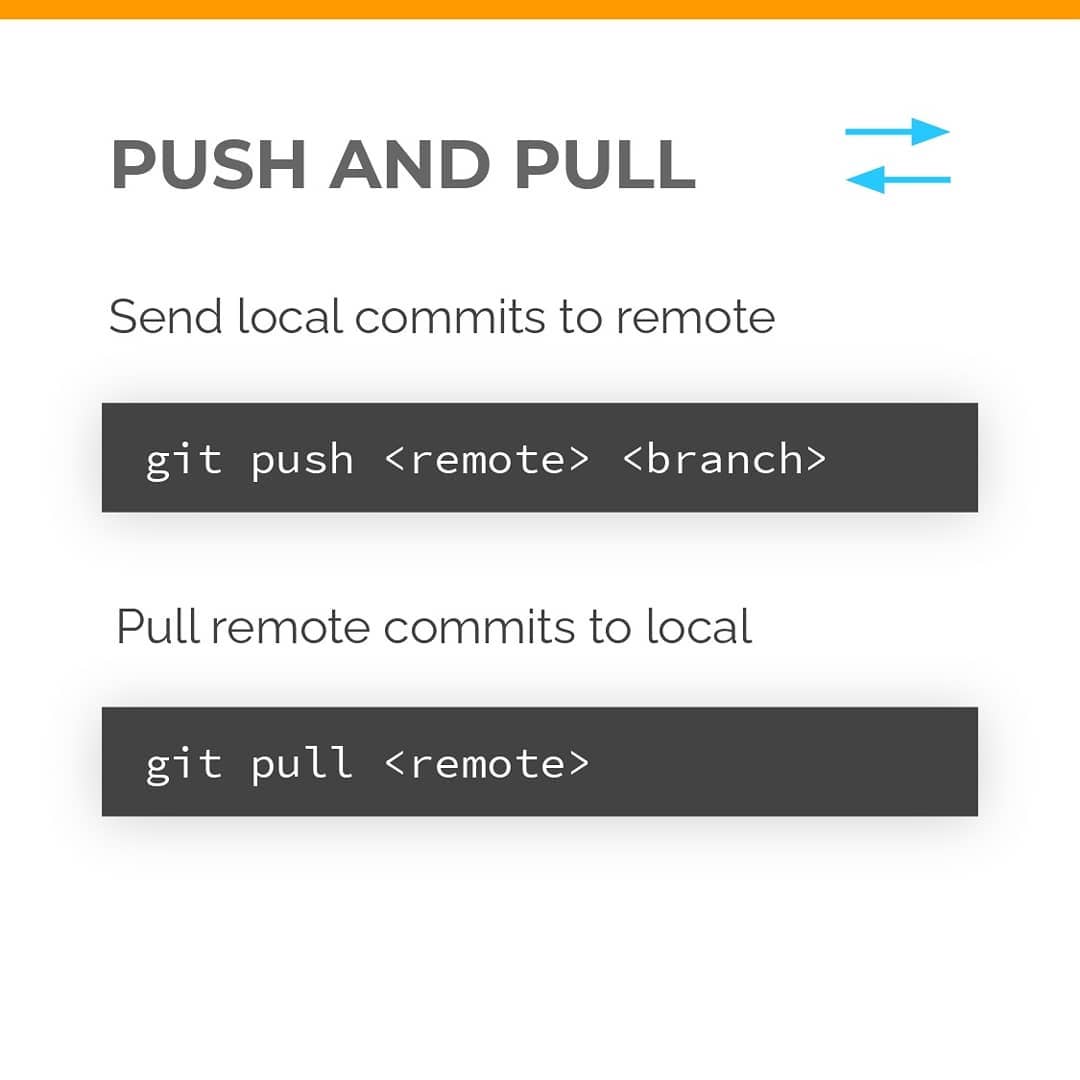 PUSH AND PULL
Send local commits to remote
git push <remote> <branch>
Pull remote commits to local
git pull <remote>